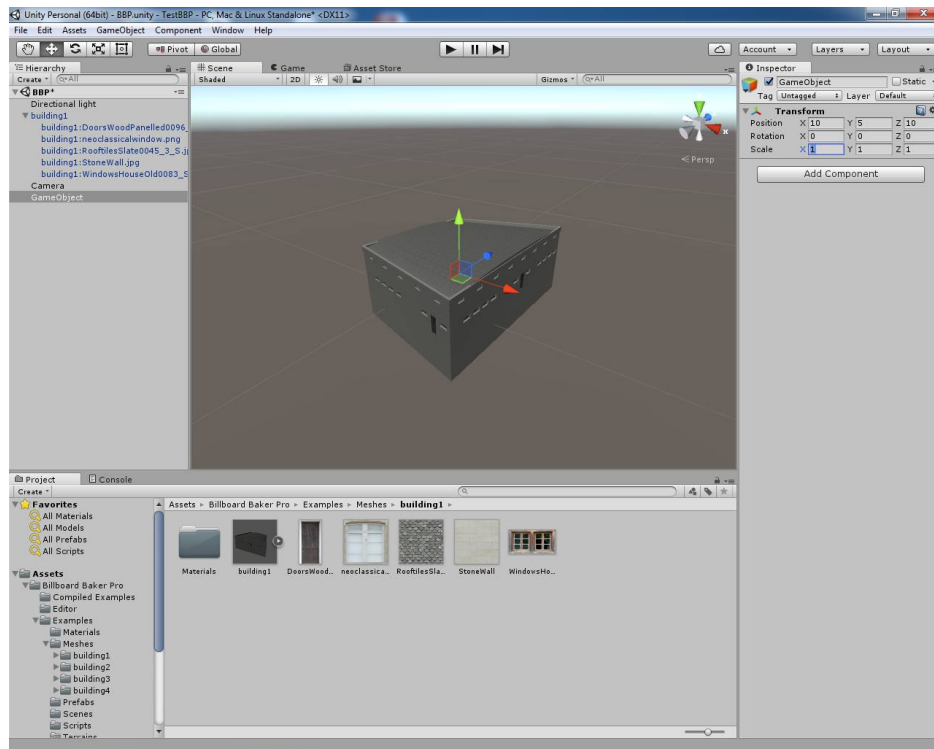 Unity Personal (64bit) - BBP.unity - TestBBP - PC, Mac & Linux Standalone* <DX11>
File Edit Assets GameObject Component Window Help
Pivot Global Account Layers Layout
Hierarchy
Create All
BBP*
Directional light
building1
building1:DoorsWoodPanelled0096_
building1:neoclassicalwindow.png
building1:RooftilesSlate0045_3_S.j
building1:StoneWall.jpg
building1:WindowsHouseOld0083_S
Camera
GameObject
Scene Game Asset Store
Shaded 2D Gizmos All
y
x
Persp
Inspector
GameObject Static
Tag Untagged Layer Default
Transform
Position X 10 Y 5 Z 10
Rotation X 0 Y 0 Z 0
Scale X 1 Y 1 Z 1
Add Component
Project Console
Create
Favorites
All Materials
All Models
All Prefabs
All Scripts
Assets
Billboard Baker Pro
Compiled Examples
Editor
Examples
Materials
Meshes
building1
building2
building3
building4
Prefabs
Scenes
Scripts
Terrains
Assets Billboard Baker Pro Examples Meshes building1
Materials building1 DoorsWood... neoclassica... RooftilesSla... StoneWall WindowsHo...